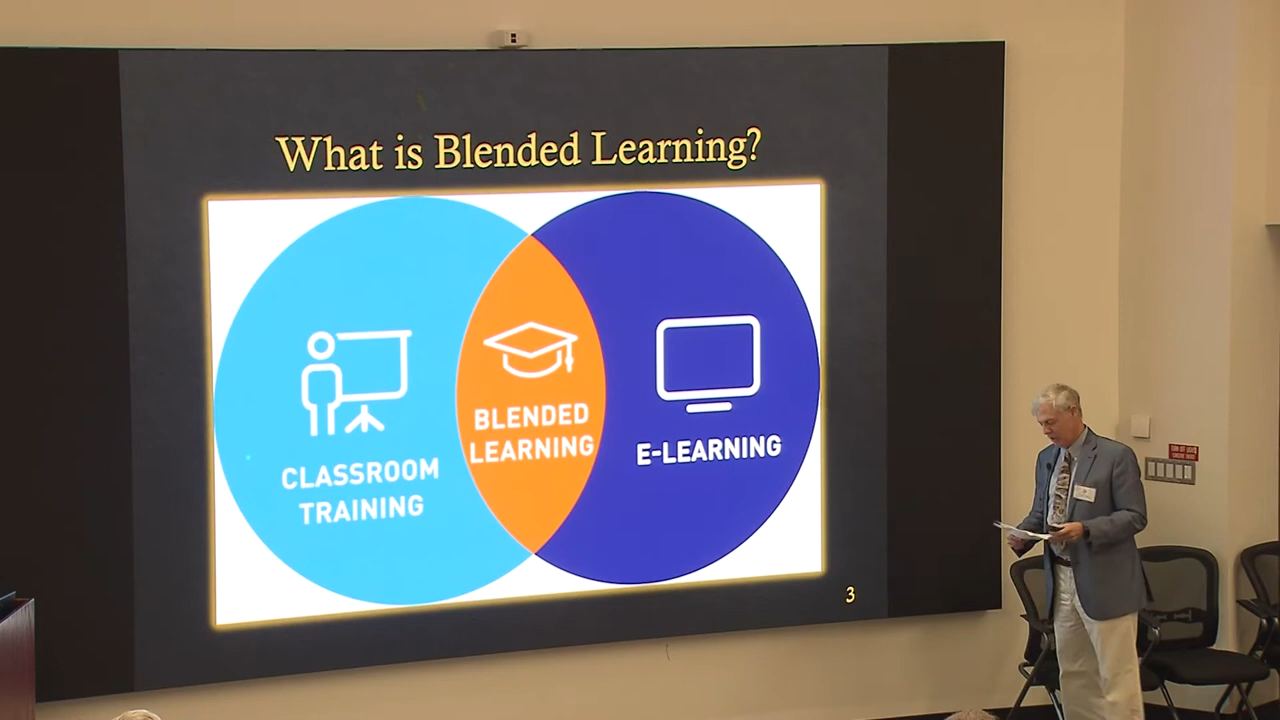 What is Blended Learning?
CLASSROOM
TRAINING
BLENDED
LEARNING
E-LEARNING
3